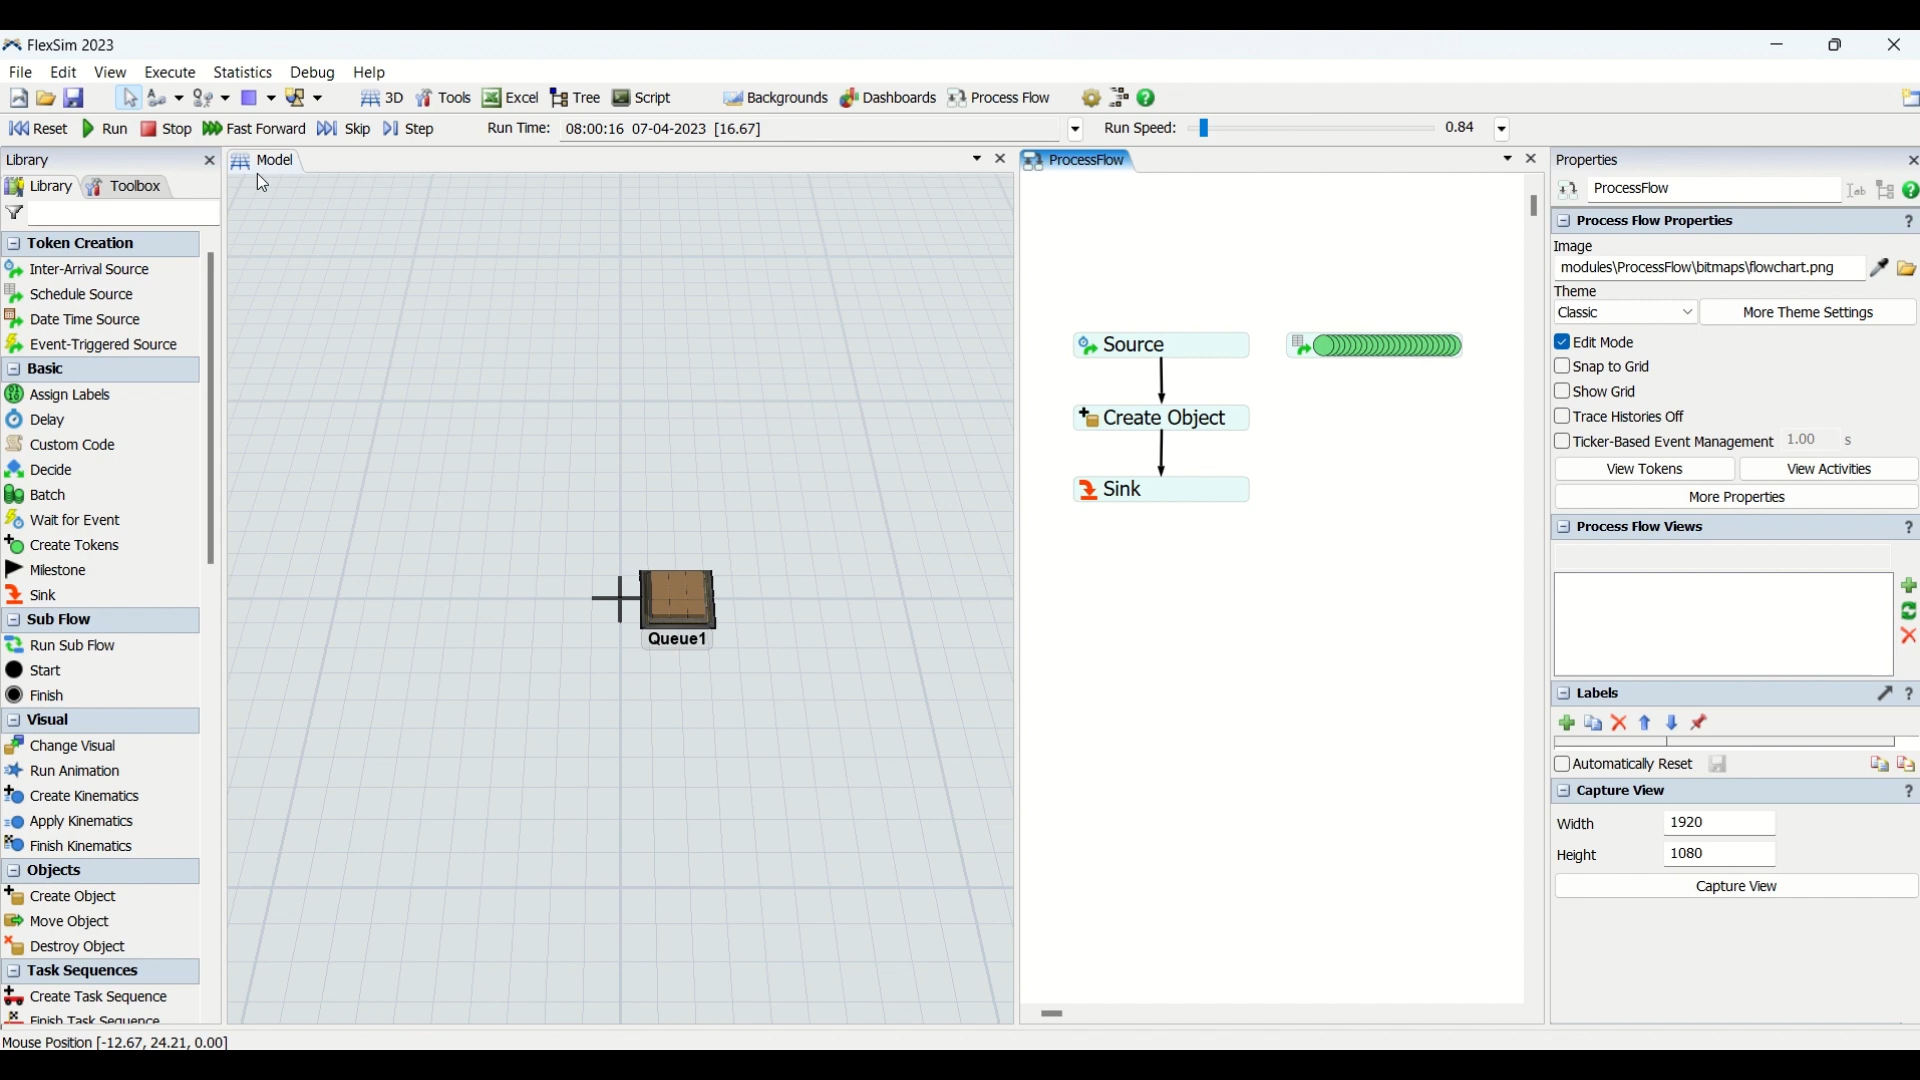 FlexSim 2023
File Edit View Execute Statistics Debug Help
3D Tools Excel Tree Script Backgrounds Dashboards Process Flow
Reset Run Stop Fast Forward Skip Step Run Time: 08:00:16 07-04-2023 [16.67] Run Speed: 0.84
Library
Library Toolbox
Token Creation
Inter-Arrival Source
Schedule Source
Date Time Source
Event-Triggered Source
Basic
Assign Labels
Delay
Custom Code
Decide
Batch
Wait for Event
Create Tokens
Milestone
Sink
Sub Flow
Run Sub Flow
Start
Finish
Visual
Change Visual
Run Animation
Create Kinematics
Apply Kinematics
Finish Kinematics
Objects
Create Object
Move Object
Destroy Object
Task Sequences
Create Task Sequence
Finish Task Sequence
Model
Queue1
ProcessFlow
Source
Create Object
Sink
Properties
ProcessFlow
Process Flow Properties
Image
modules\ProcessFlow\bitmaps\flowchart.png
Theme
Classic More Theme Settings
Edit Mode
Snap to Grid
Show Grid
Trace Histories Off
Ticker-Based Event Management 1.00 s
View Tokens View Activities
More Properties
Process Flow Views
Labels
Automatically Reset
Capture View
Width 1920
Height 1080
Capture View
Mouse Position [-12.67, 24.21, 0.00]